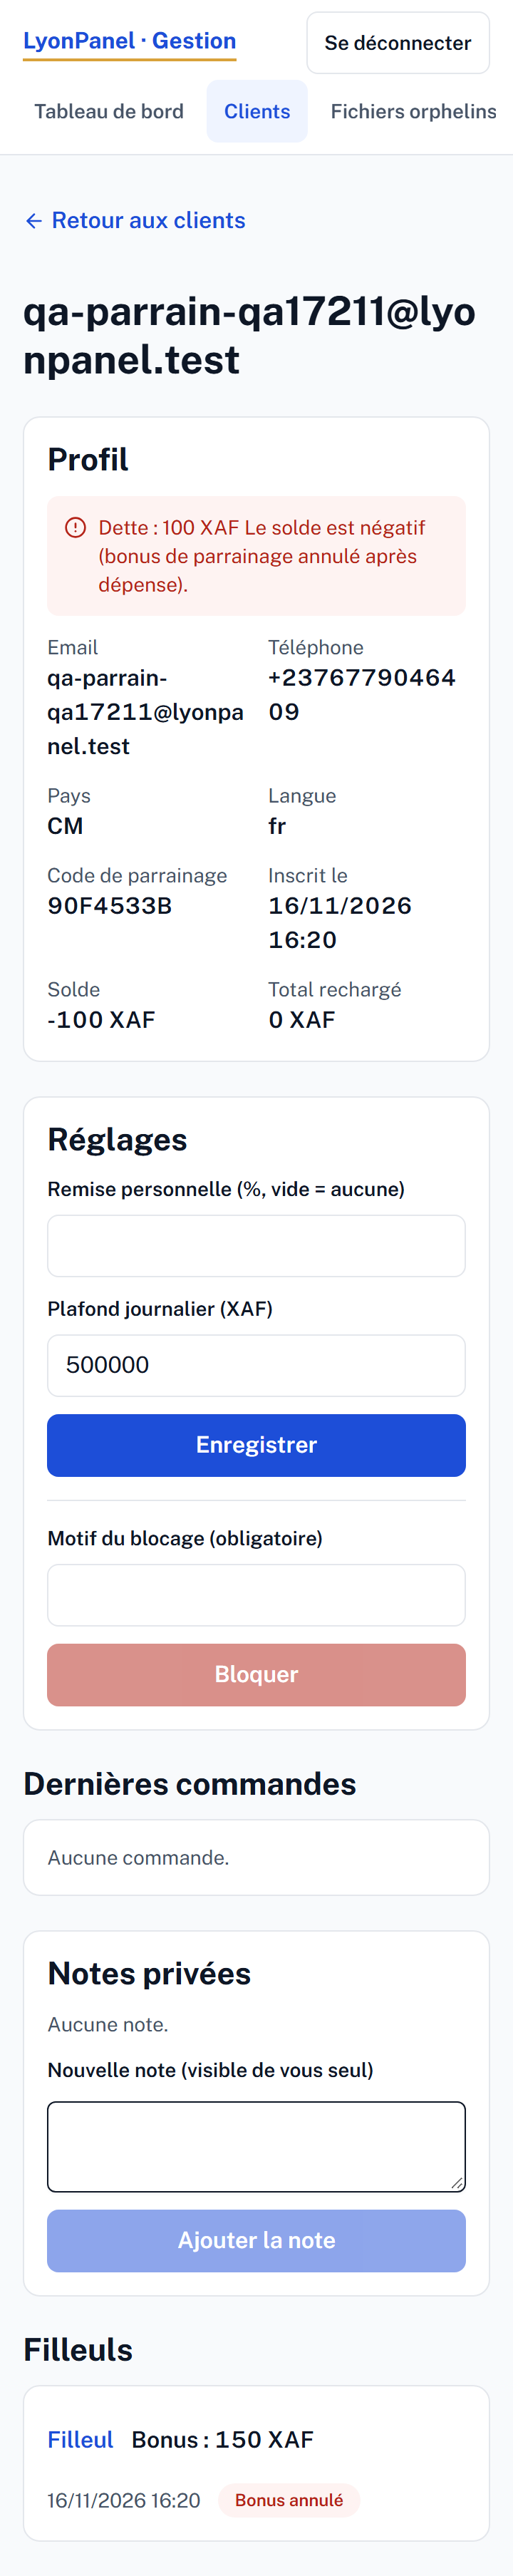 LyonPanel · Gestion
Se déconnecter
Tableau de bord
Clients
Fichiers orphelins
← Retour aux clients
qa-parrain-qa17211@lyo
npanel.test
Profil
Dette : 100 XAF Le solde est négatif
(bonus de parrainage annulé après
dépense).
Email
qa-parrain-
qa17211@lyonpa
nel.test
Téléphone
+23767790464
09
Pays
CM
Langue
fr
Code de parrainage
90F4533B
Inscrit le
16/11/2026
16:20
Solde
-100 XAF
Total rechargé
0 XAF
Réglages
Remise personnelle (%, vide = aucune)
Plafond journalier (XAF)
500000
Enregistrer
Motif du blocage (obligatoire)
Bloquer
Dernières commandes
Aucune commande.
Notes privées
Aucune note.
Nouvelle note (visible de vous seul)
Ajouter la note
Filleuls
Filleul Bonus : 150 XAF
16/11/2026 16:20 Bonus annulé